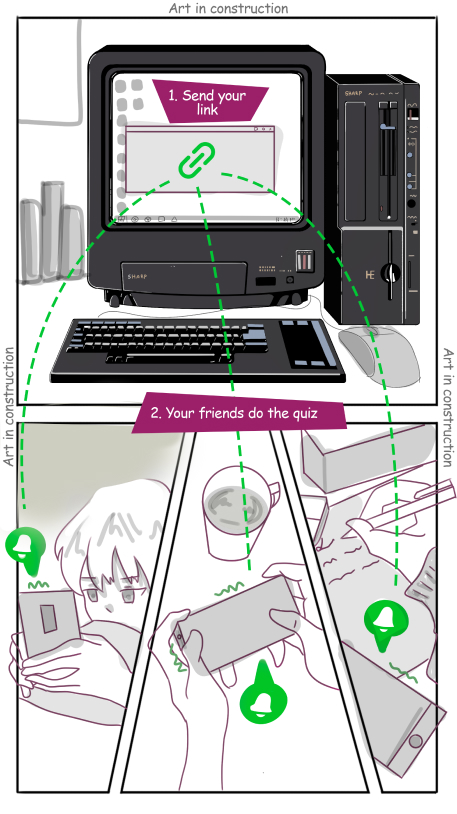 Art in construction
1. Send your
link
SHARP
SHARP
HE
Art in construction
Art in construction
2. Your friends do the quiz